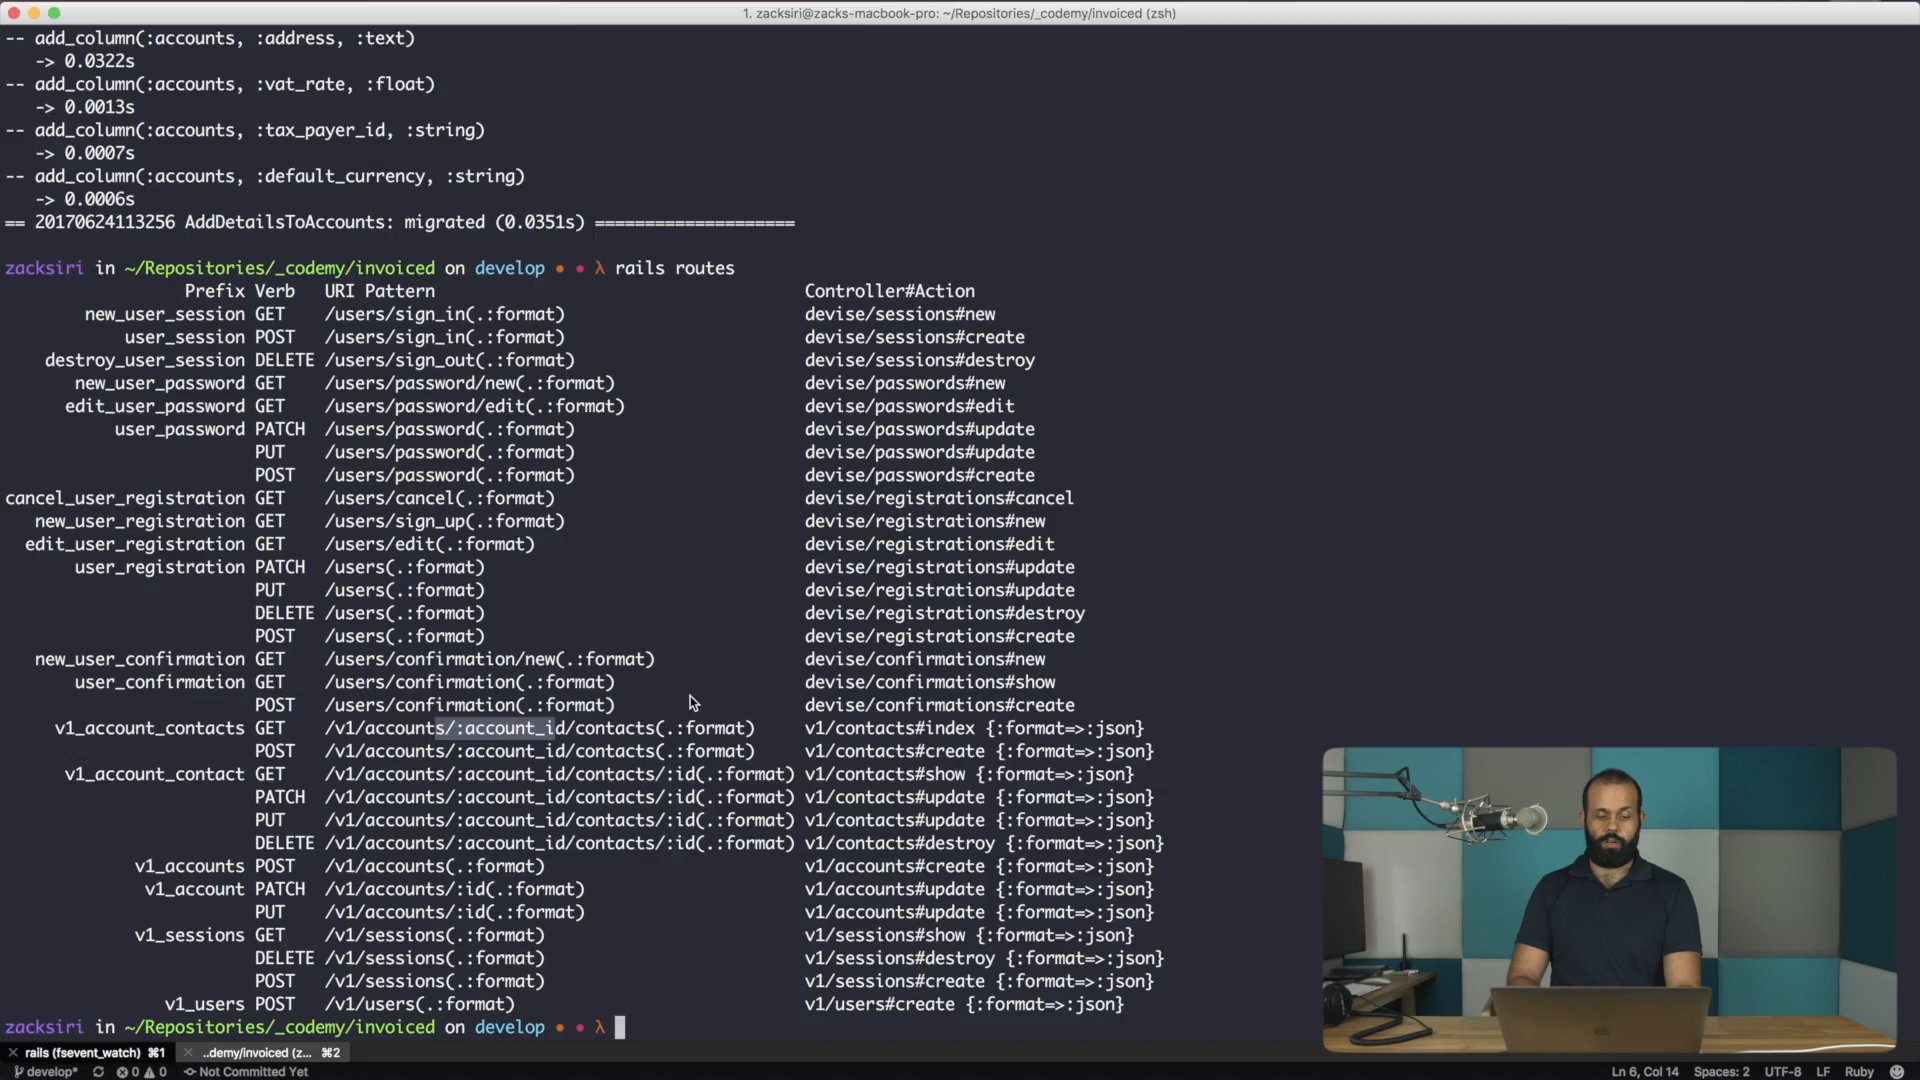 1. zacksiri@zacks-macbook-pro: ~/Repositories/_codemy/invoiced (zsh)
-- add_column(:accounts, :address, :text)
-> 0.0322s
-- add_column(:accounts, :vat_rate, :float)
-> 0.0013s
-- add_column(:accounts, :tax_payer_id, :string)
-> 0.0007s
-- add_column(:accounts, :default_currency, :string)
-> 0.0006s
== 20170624113256 AddDetailsToAccounts: migrated (0.0351s) ====================
zacksiri in ~/Repositories/_codemy/invoiced on develop • • λ rails routes
Prefix Verb URI Pattern Controller#Action
new_user_session GET /users/sign_in(.:format) devise/sessions#new
user_session POST /users/sign_in(.:format) devise/sessions#create
destroy_user_session DELETE /users/sign_out(.:format) devise/sessions#destroy
new_user_password GET /users/password/new(.:format) devise/passwords#new
edit_user_password GET /users/password/edit(.:format) devise/passwords#edit
user_password PATCH /users/password(.:format) devise/passwords#update
PUT /users/password(.:format) devise/passwords#update
POST /users/password(.:format) devise/passwords#create
cancel_user_registration GET /users/cancel(.:format) devise/registrations#cancel
new_user_registration GET /users/sign_up(.:format) devise/registrations#new
edit_user_registration GET /users/edit(.:format) devise/registrations#edit
user_registration PATCH /users(.:format) devise/registrations#update
PUT /users(.:format) devise/registrations#update
DELETE /users(.:format) devise/registrations#destroy
POST /users(.:format) devise/registrations#create
new_user_confirmation GET /users/confirmation/new(.:format) devise/confirmations#new
user_confirmation GET /users/confirmation(.:format) devise/confirmations#show
POST /users/confirmation(.:format) devise/confirmations#create
v1_account_contacts GET /v1/accounts/:account_id/contacts(.:format) v1/contacts#index {:format=>:json}
POST /v1/accounts/:account_id/contacts(.:format) v1/contacts#create {:format=>:json}
v1_account_contact GET /v1/accounts/:account_id/contacts/:id(.:format) v1/contacts#show {:format=>:json}
PATCH /v1/accounts/:account_id/contacts/:id(.:format) v1/contacts#update {:format=>:json}
PUT /v1/accounts/:account_id/contacts/:id(.:format) v1/contacts#update {:format=>:json}
DELETE /v1/accounts/:account_id/contacts/:id(.:format) v1/contacts#destroy {:format=>:json}
v1_accounts POST /v1/accounts(.:format) v1/accounts#create {:format=>:json}
v1_account PATCH /v1/accounts/:id(.:format) v1/accounts#update {:format=>:json}
PUT /v1/accounts/:id(.:format) v1/accounts#update {:format=>:json}
v1_sessions GET /v1/sessions(.:format) v1/sessions#show {:format=>:json}
DELETE /v1/sessions(.:format) v1/sessions#destroy {:format=>:json}
POST /v1/sessions(.:format) v1/sessions#create {:format=>:json}
v1_users POST /v1/users(.:format) v1/users#create {:format=>:json}
zacksiri in ~/Repositories/_codemy/invoiced on develop • • λ
rails (fsevent_watch) ⌘1 ..demy/invoiced (z... ⌘2
develop* 0 0 Not Committed Yet Ln 6, Col 14 Spaces: 2 UTF-8 LF Ruby